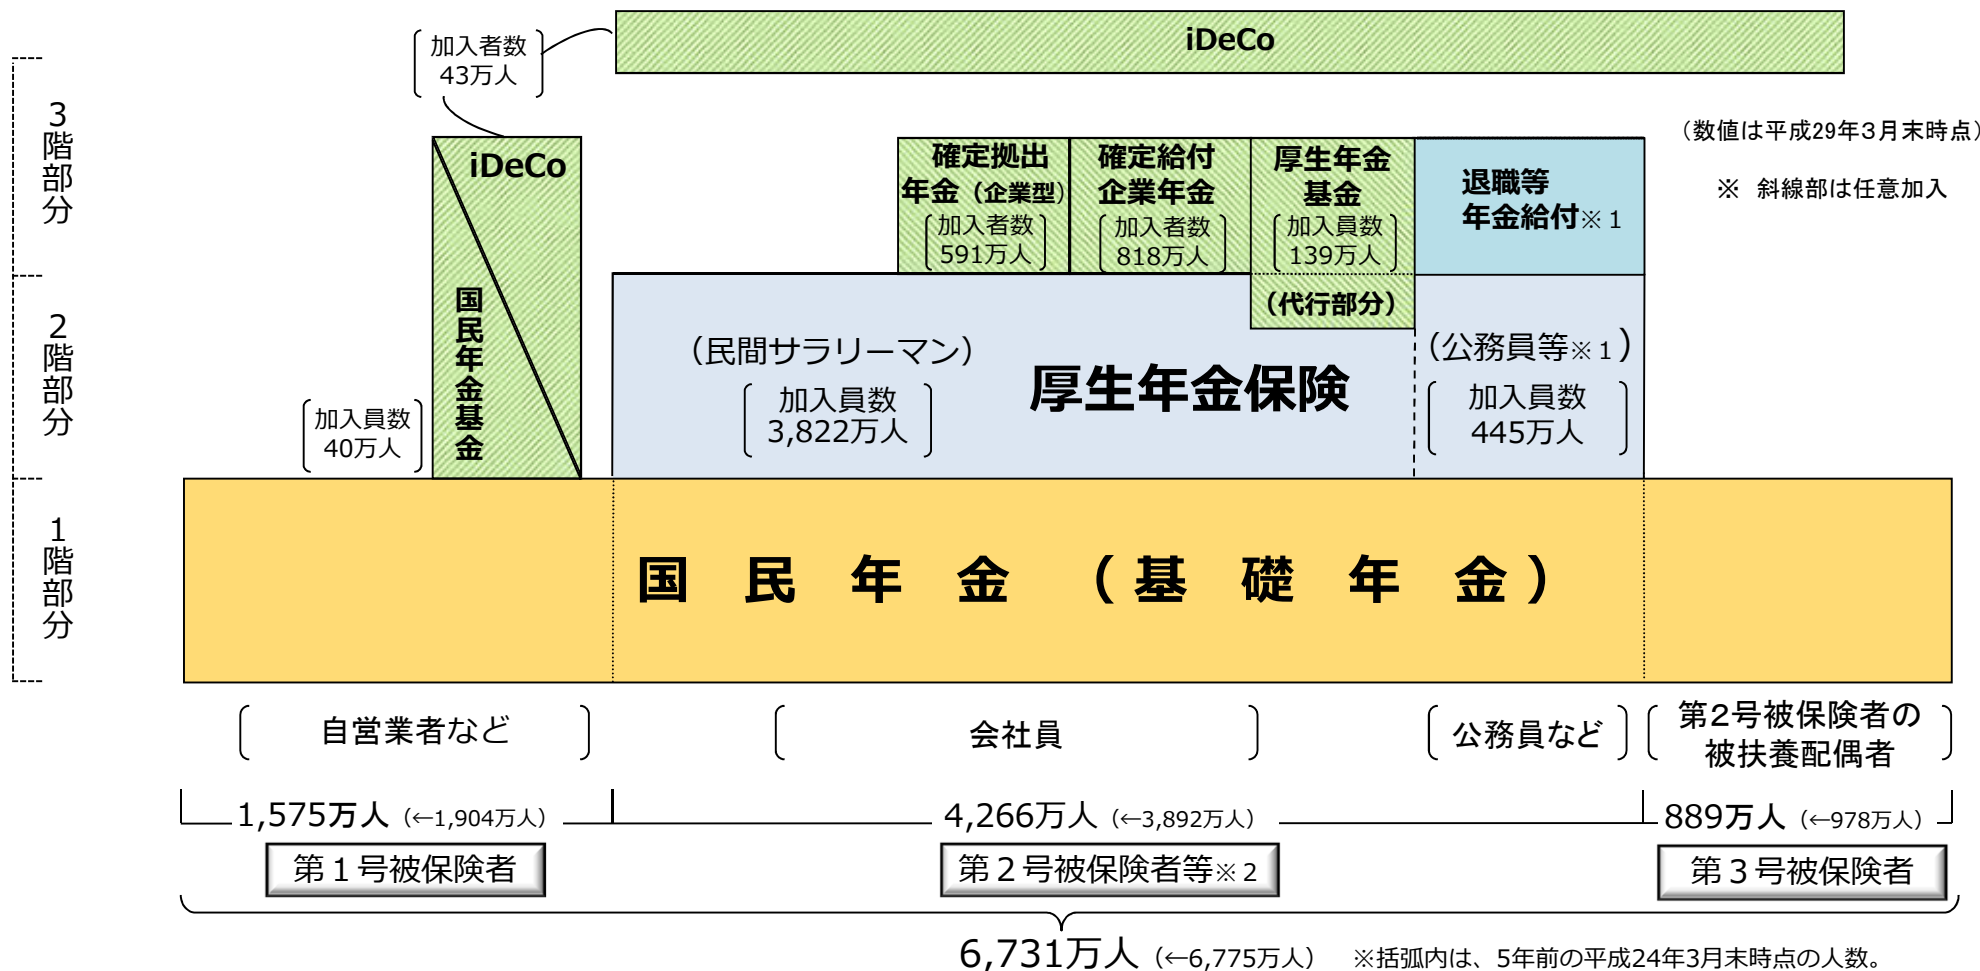 iDeCo
加入者数
43万人
3階部分
（数値は平成29年３月末時点）
※ 斜線部は任意加入
iDeCo
国民年金基金
確定拠出
年金（企業型）
加入者数
591万人
確定給付
企業年金
加入者数
818万人
厚生年金
基金
加入員数
139万人
（代行部分）
退職等
年金給付※１
2階部分
加入員数
40万人
（民間サラリーマン）
加入員数
3,822万人
厚生年金保険
（公務員等※１）
加入員数
445万人
1階部分
国民年金（基礎年金）
自営業者など
会社員
公務員など
第2号被保険者の
被扶養配偶者
1,575万人（←1,904万人）
4,266万人（←3,892万人）
889万人（←978万人）
第１号被保険者
第２号被保険者等※２
第３号被保険者
6,731万人（←6,775万人） ※括弧内は、5年前の平成24年3月末時点の人数。